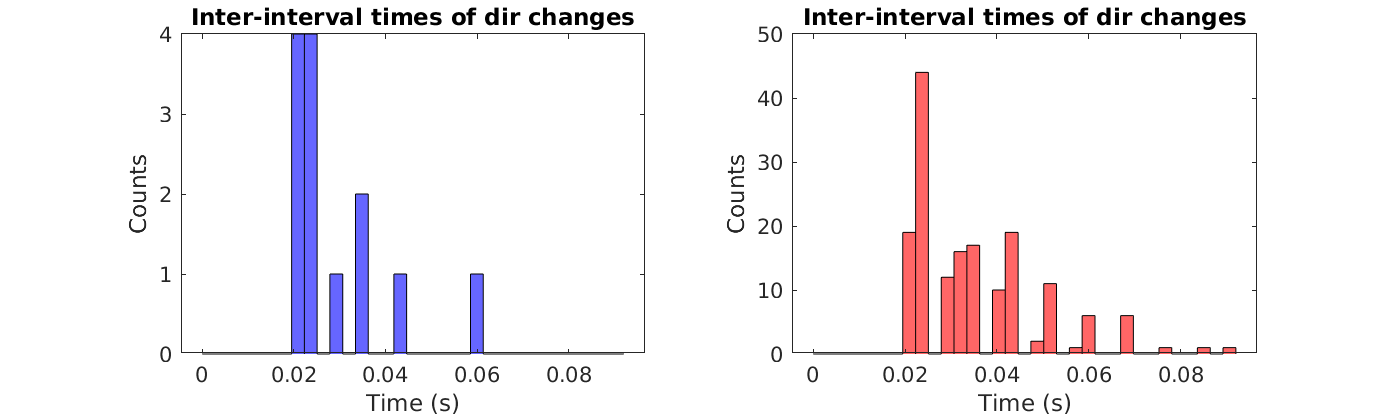 Inter-interval times of dir changes
4
3
2
1
0
Counts
0 0.02 0.04 0.06 0.08
Time (s)
Inter-interval times of dir changes
50
40
30
20
10
0
Counts
0 0.02 0.04 0.06 0.08
Time (s)